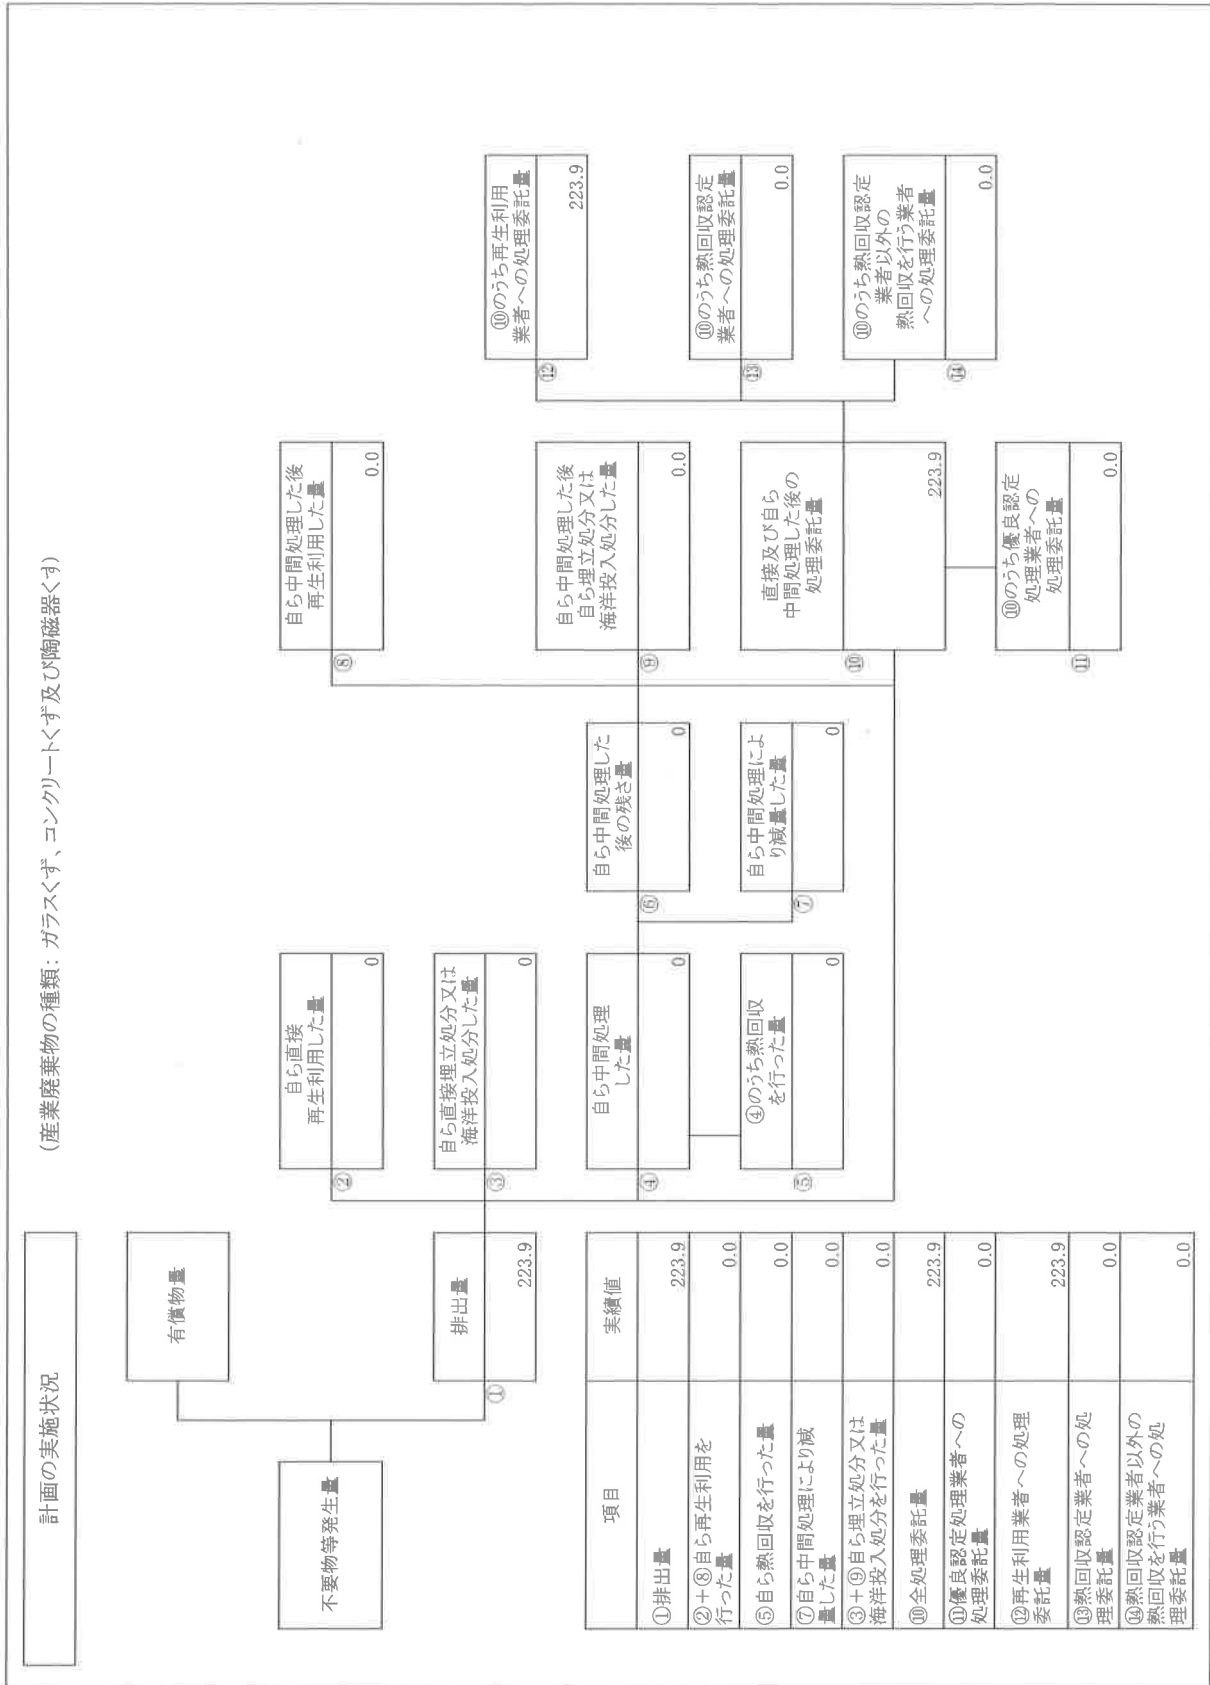 計画の実施状況
(産業廃棄物の種類：ガラスくず、コンクリートくず及び陶磁器くず)
不要物等発生量
有償物量
①
排出量
223.9
②
自ら直接
再生利用した量
0
③
自ら直接埋立処分又は
海洋投入処分した量
0
④
自ら中間処理
した量
0
⑤
④のうち熱回収
を行った量
0
⑥
自ら中間処理した
後の残さ量
0
⑦
自ら中間処理によ
り減量した量
0
⑧
自ら中間処理した後
再生利用した量
0.0
⑨
自ら中間処理した後
自ら埋立処分又は
海洋投入処分した量
0.0
⑩
直接及び自ら
中間処理した後の
処理委託量
223.9
⑪
⑩のうち優良認定
処理業者への
処理委託量
0.0
⑫
⑩のうち再生利用
業者への処理委託量
223.9
⑬
⑩のうち熱回収認定
業者への処理委託量
0.0
⑭
⑩のうち熱回収認定
業者以外の
熱回収を行う業者
への処理委託量
0.0
項目 実績値
①排出量 223.9
②+⑧自ら再生利用を
行った量 0.0
⑤自ら熱回収を行った量 0.0
⑦自ら中間処理により減
量した量 0.0
③+⑨自ら埋立処分又は
海洋投入処分を行った量 0.0
⑩全処理委託量 223.9
⑪優良認定処理業者への
処理委託量 0.0
⑫再生利用業者への処理
委託量 223.9
⑬熱回収認定業者への処
理委託量 0.0
⑭熱回収認定業者以外の
熱回収を行う業者への処
理委託量 0.0